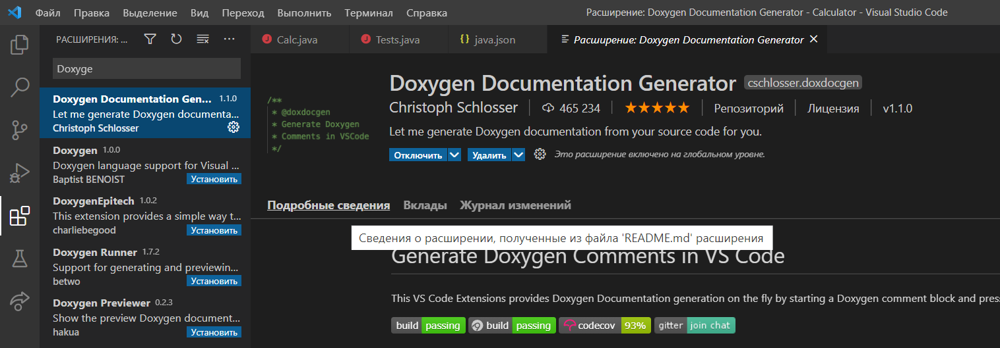 Файл Правка Выделение Вид Переход Выполнить Терминал Справка Расширение: Doxygen Documentation Generator - Calculator - Visual Studio Code
РАСШИРЕНИЯ: ...
Doxyge
Doxygen Documentation Gen... 1.1.0
Let me generate Doxygen documenta...
Christoph Schlosser
Doxygen 1.0.0
Doxygen language support for Visual ...
Baptist BENOIST Установить
DoxygenEpitech 1.0.2
This extension provides a simple way t...
charliebegood Установить
Doxygen Runner 1.7.2
Support for generating and previewin...
betwo Установить
Doxygen Previewer 0.2.3
Show the preview Doxygen document...
hakua Установить
Calc.java Tests.java {} java.json Расширение: Doxygen Documentation Generator
/**
* @doxdocgen
* Generate Doxygen
* Comments in VSCode
*/
Doxygen Documentation Generator cschlosser.doxdocgen
Christoph Schlosser 465 234 Репозиторий Лицензия v1.1.0
Let me generate Doxygen documentation from your source code for you.
Отключить Удалить Это расширение включено на глобальном уровне.
Подробные сведения Вклады Журнал изменений
Сведения о расширении, полученные из файла 'README.md' расширения
Generate Doxygen Comments in VS Code
This VS Code Extensions provides Doxygen Documentation generation on the fly by starting a Doxygen comment block and pres
build passing build passing codecov 93% gitter join chat